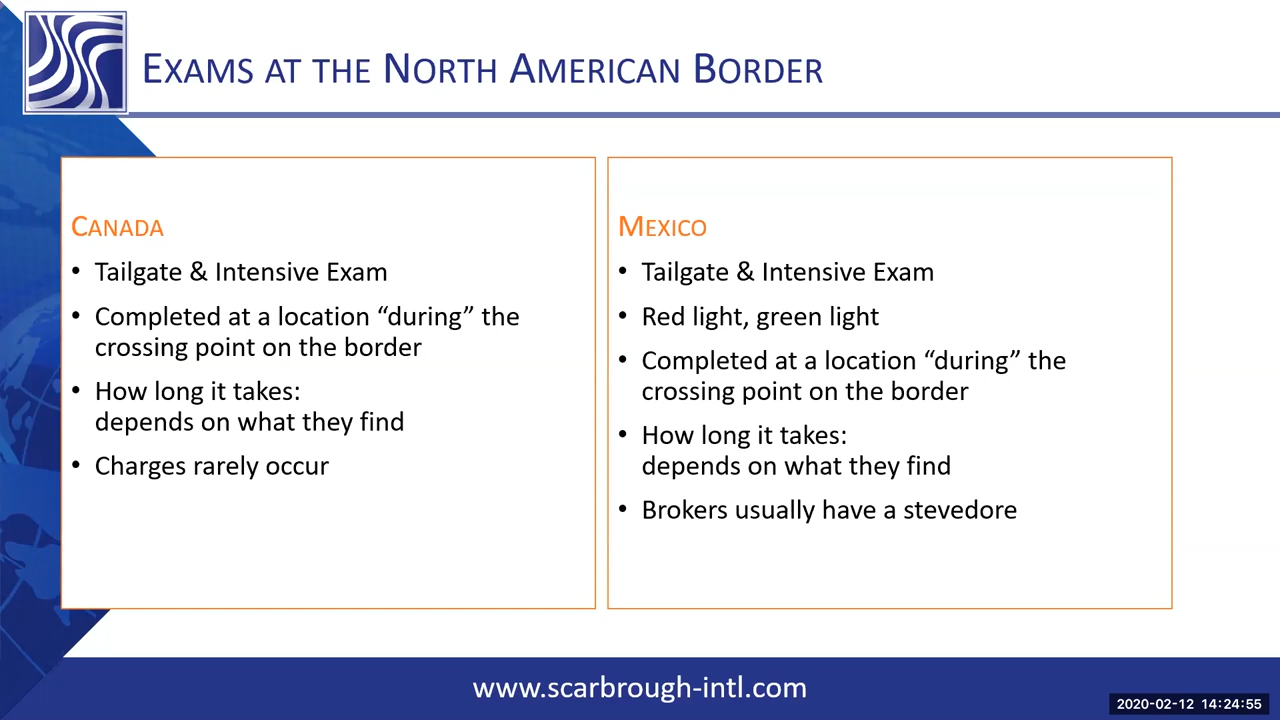 Exams at the North American Border
Canada
• Tailgate & Intensive Exam
• Completed at a location “during” the
crossing point on the border
• How long it takes:
depends on what they find
• Charges rarely occur
Mexico
• Tailgate & Intensive Exam
• Red light, green light
• Completed at a location “during” the
crossing point on the border
• How long it takes:
depends on what they find
• Brokers usually have a stevedore
www.scarbrough-intl.com
2020-02-12 14:24:55